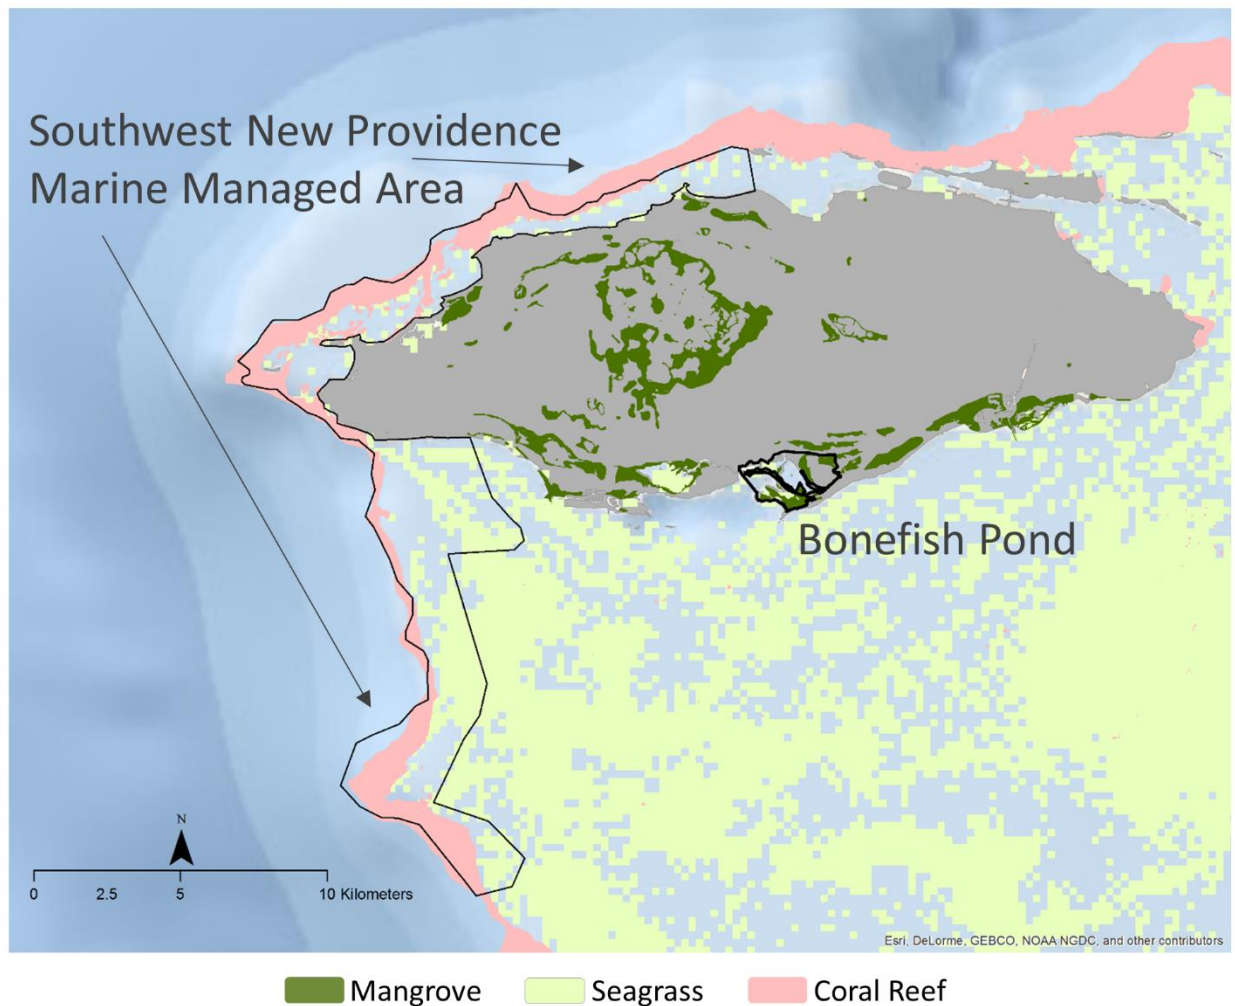 Southwest New Providence
Marine Managed Area
Bonefish Pond
N
0 2.5 5 10 Kilometers
Esri, DeLorme, GEBCO, NOAA NGDC, and other contributors
Mangrove Seagrass Coral Reef